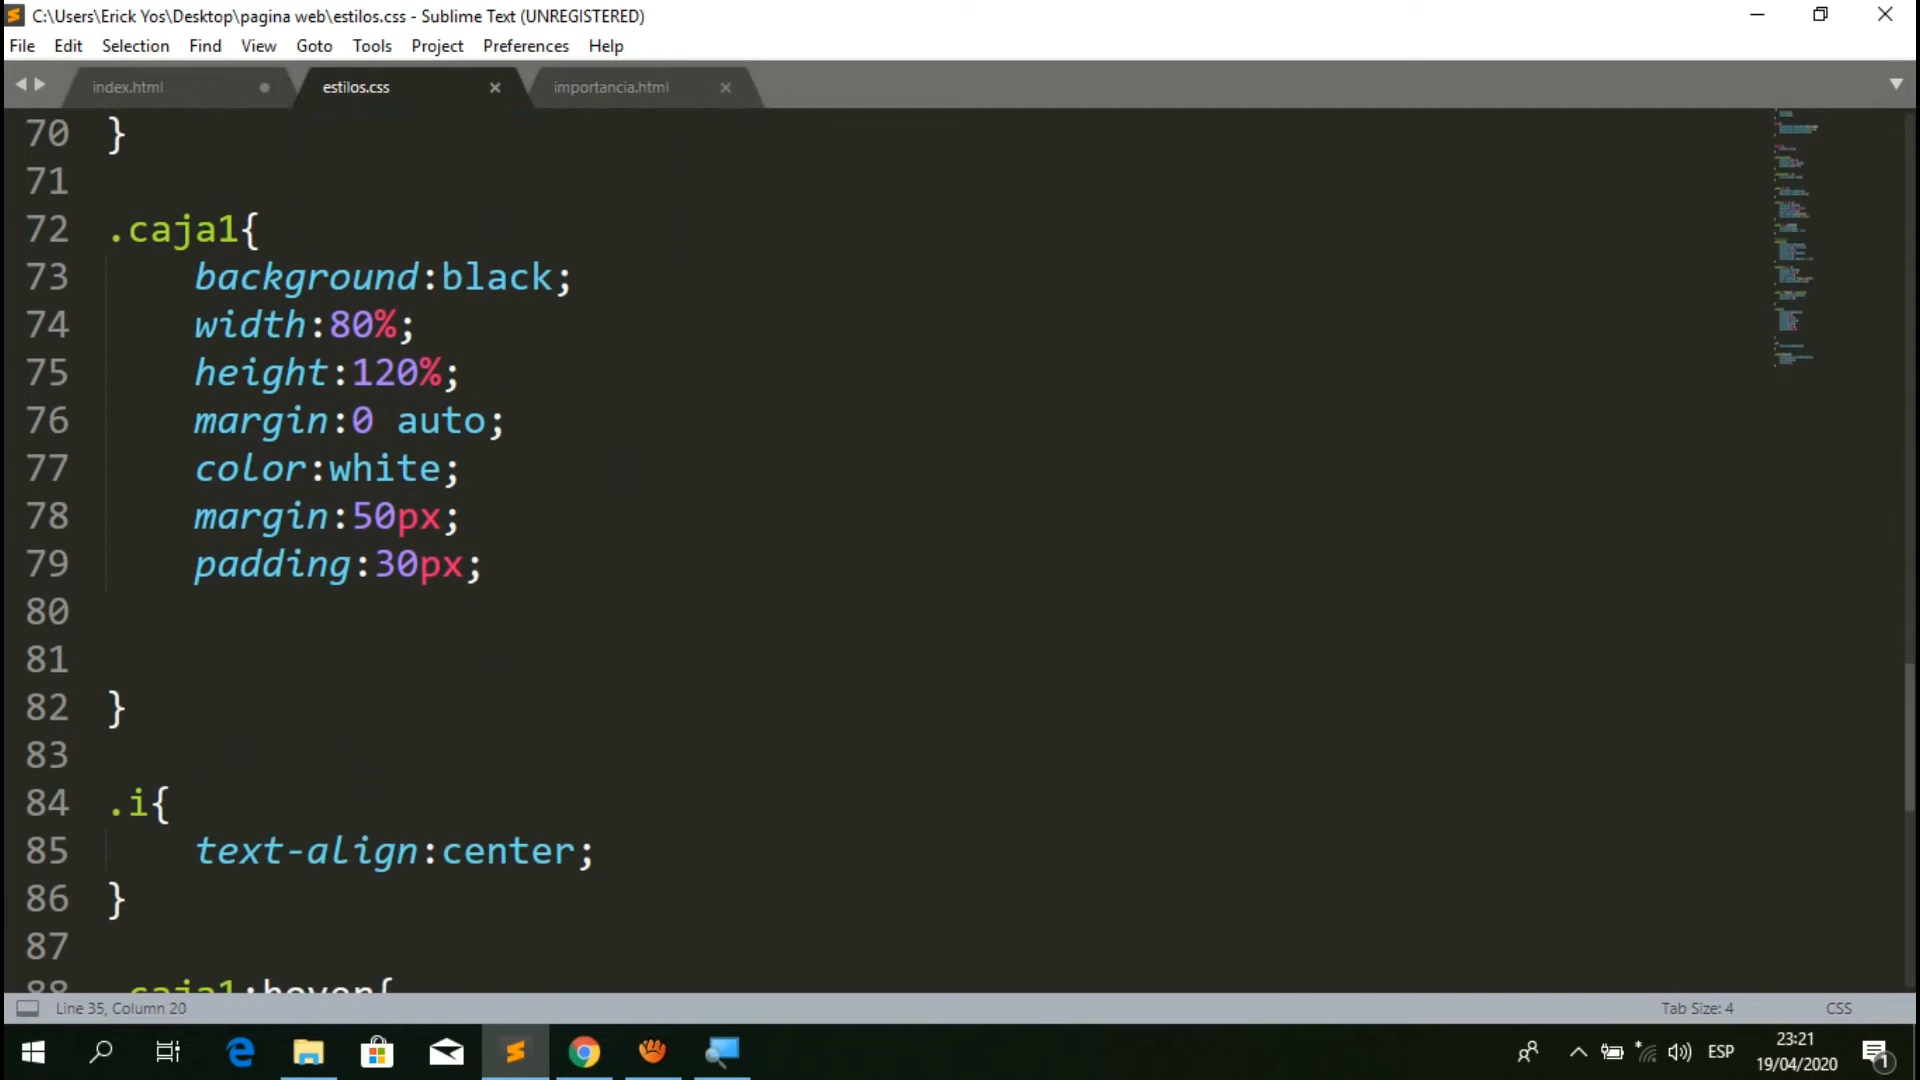 C:\Users\Erick Yos\Desktop\pagina web\estilos.css - Sublime Text (UNREGISTERED)
File Edit Selection Find View Goto Tools Project Preferences Help
index.html estilos.css importancia.html
70 }
71
72 .caja1{
73 background:black;
74 width:80%;
75 height:120%;
76 margin:0 auto;
77 color:white;
78 margin:50px;
79 padding:30px;
80
81
82 }
83
84 .i{
85 text-align:center;
86 }
87
88 .caja1:hover{
Line 35, Column 20 Tab Size: 4 CSS
ESP 23:21 1
19/04/2020